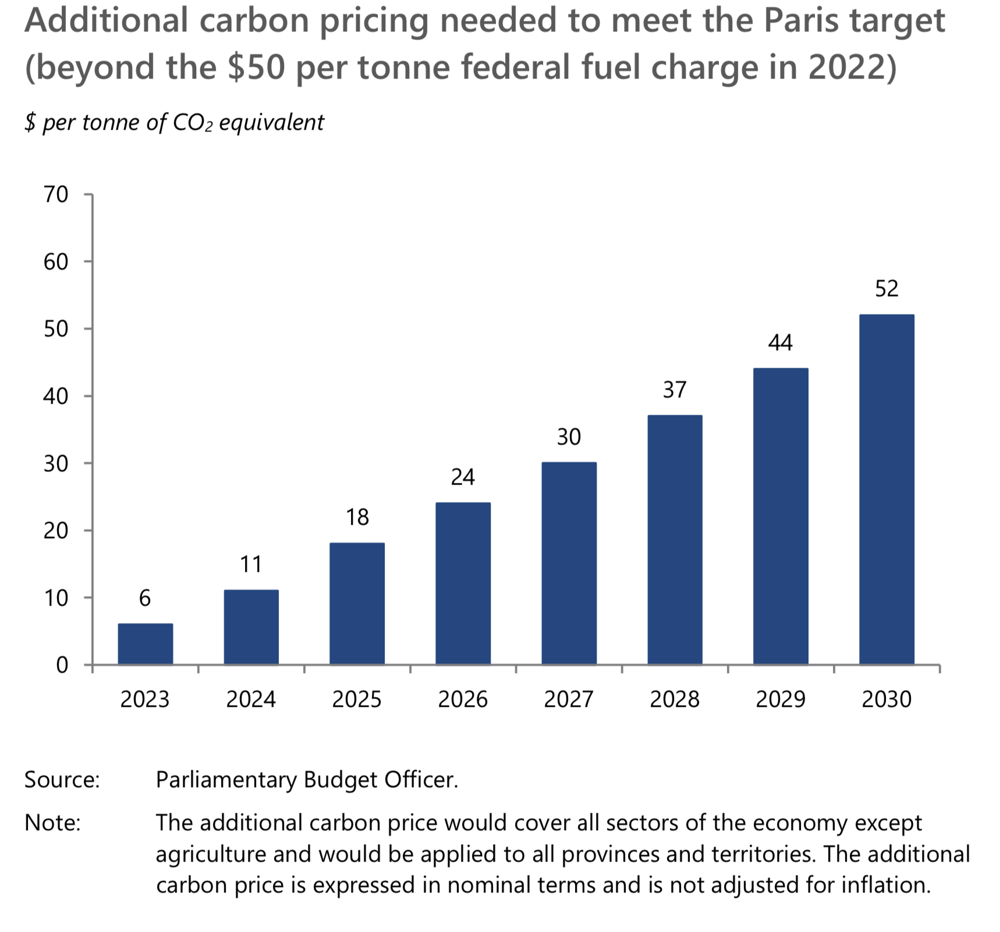 Additional carbon pricing needed to meet the Paris target
(beyond the $50 per tonne federal fuel charge in 2022)
$ per tonne of CO₂ equivalent
70
60
50
40
30
20
10
0
6
11
18
24
30
37
44
52
2023 2024 2025 2026 2027 2028 2029 2030
Source: Parliamentary Budget Officer.
Note: The additional carbon price would cover all sectors of the economy except
agriculture and would be applied to all provinces and territories. The additional
carbon price is expressed in nominal terms and is not adjusted for inflation.